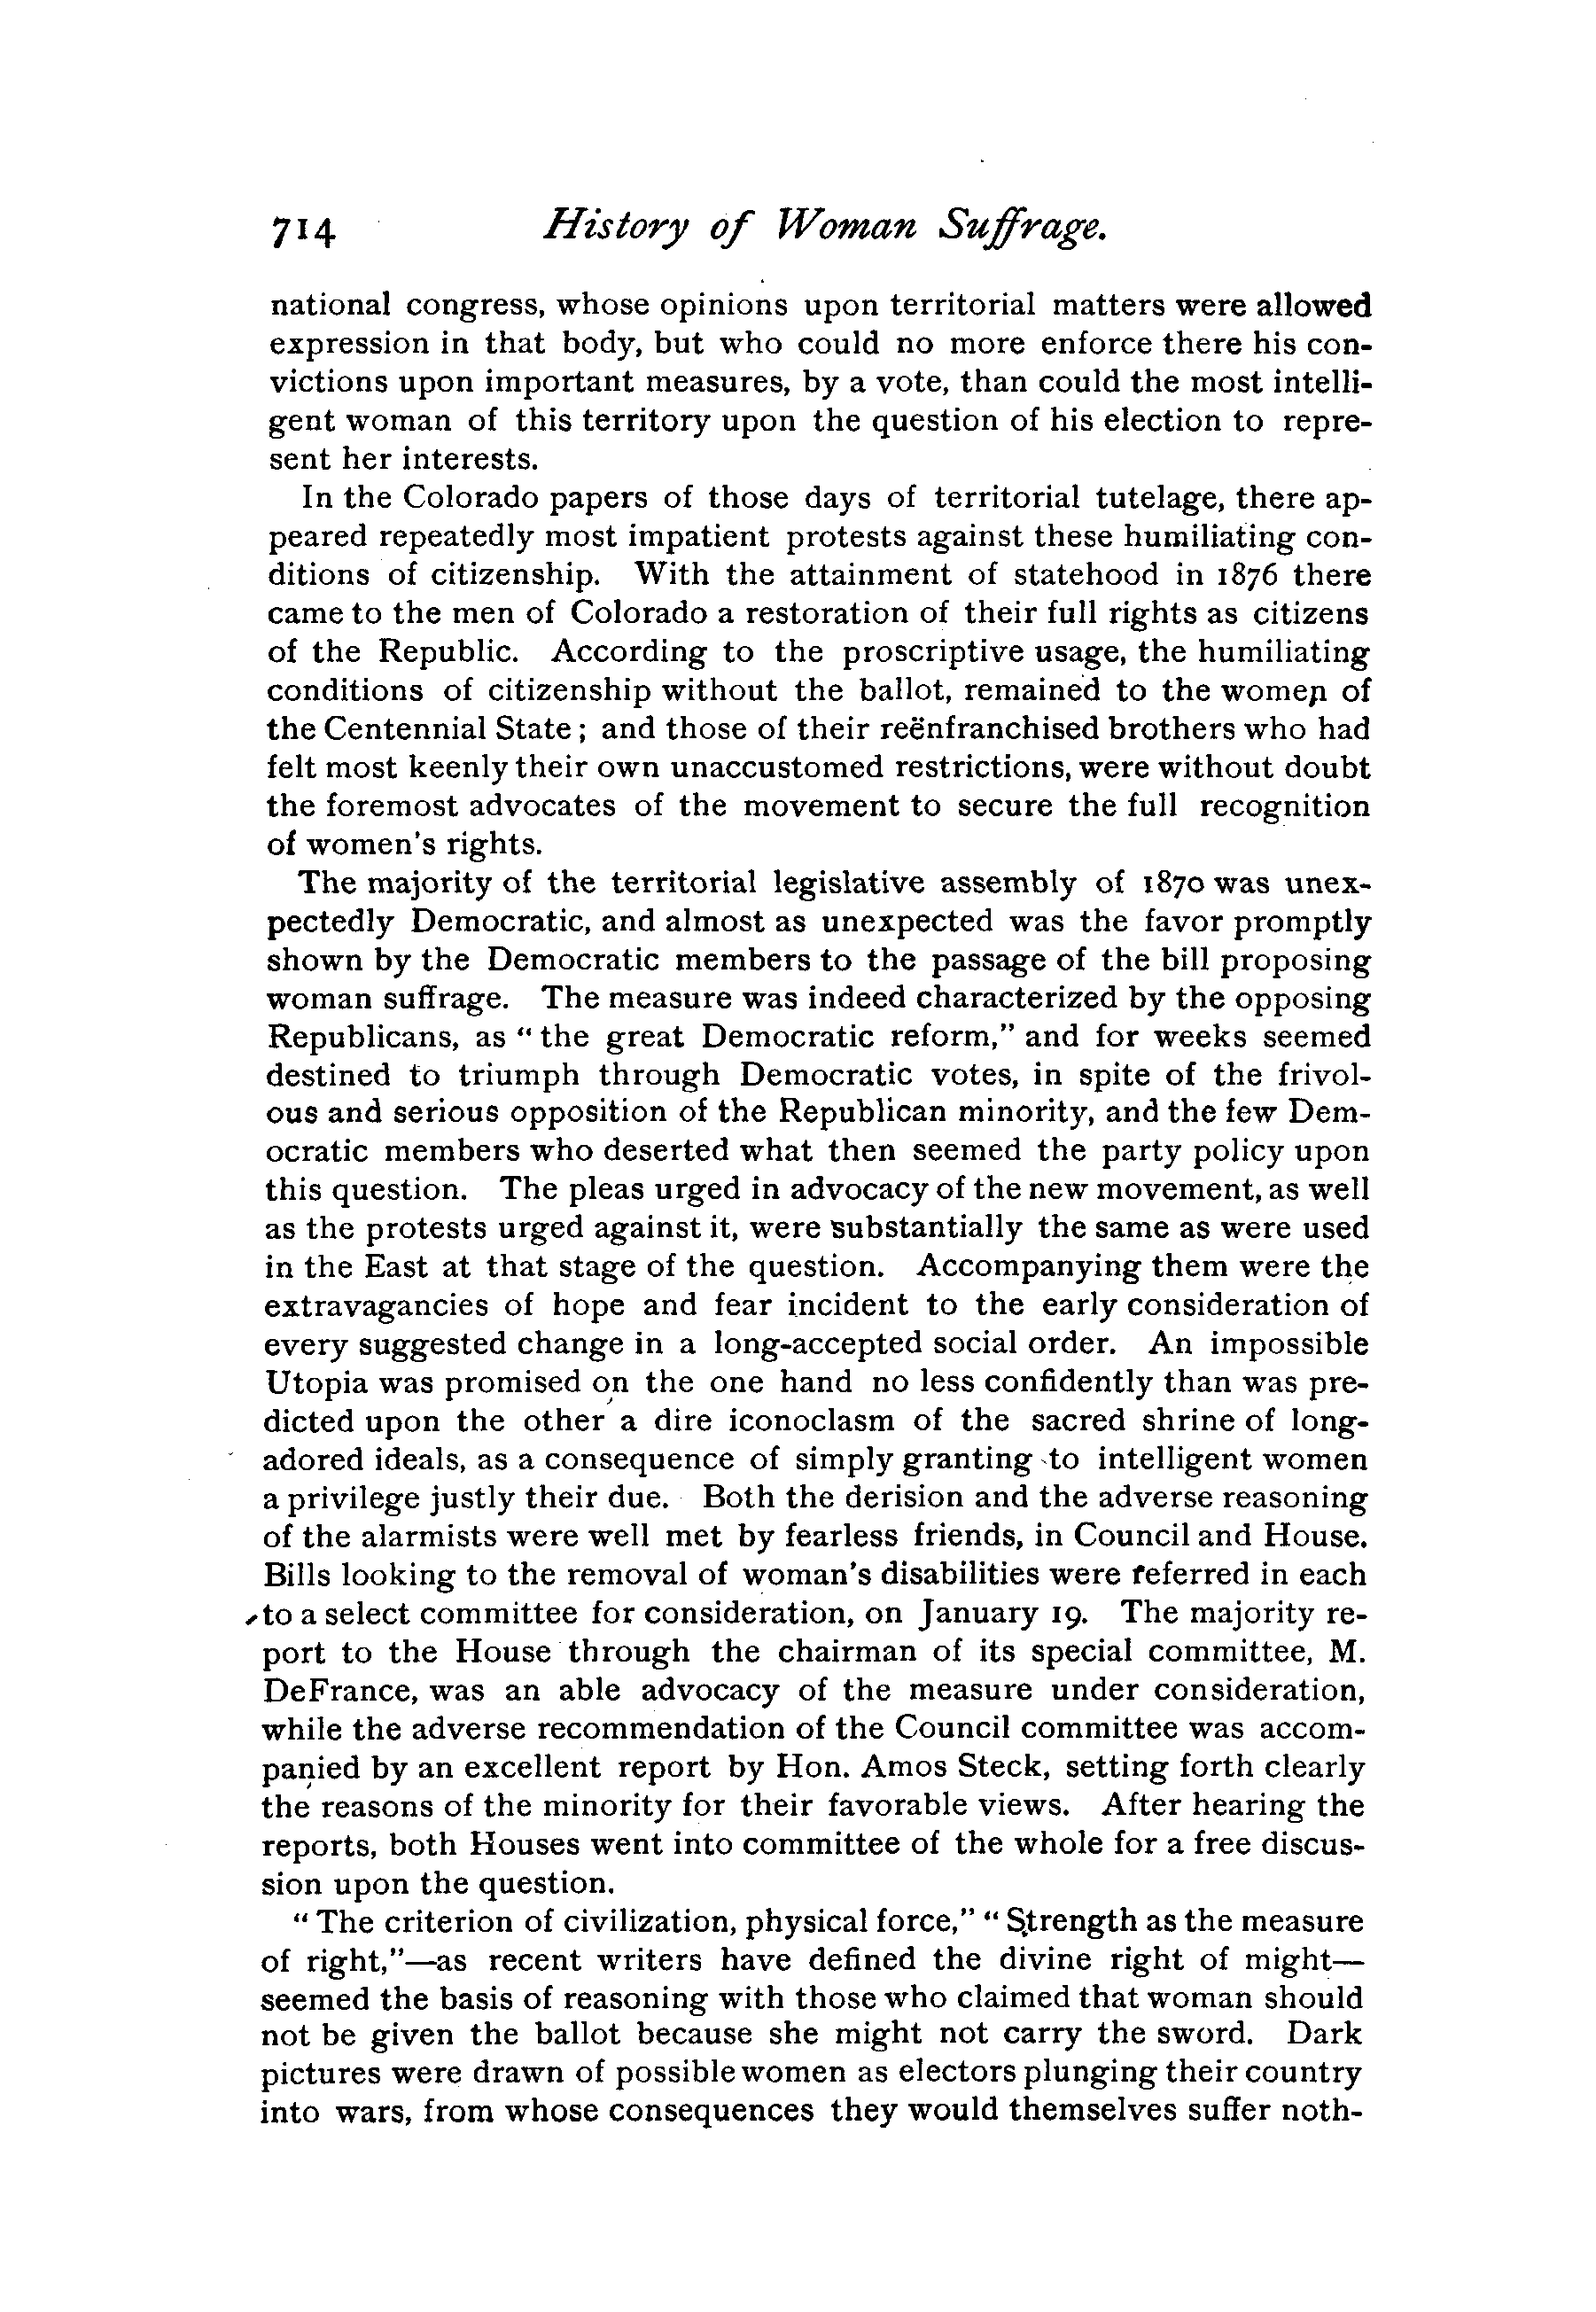 714 History of Woman Suffrage.
national congress, whose opinions upon territorial matters were allowed
expression in that body, but who could no more enforce there his con-
victions upon important measures, by a vote, than could the most intelli-
gent woman of this territory upon the question of his election to repre-
sent her interests.
In the Colorado papers of those days of territorial tutelage, there ap-
peared repeatedly most impatient protests against these humiliating con-
ditions of citizenship. With the attainment of statehood in 1876 there
came to the men of Colorado a restoration of their full rights as citizens
of the Republic. According to the proscriptive usage, the humiliating
conditions of citizenship without the ballot, remained to the women of
the Centennial State; and those of their reënfranchised brothers who had
felt most keenly their own unaccustomed restrictions, were without doubt
the foremost advocates of the movement to secure the full recognition
of women's rights.
The majority of the territorial legislative assembly of 1870 was unex-
pectedly Democratic, and almost as unexpected was the favor promptly
shown by the Democratic members to the passage of the bill proposing
woman suffrage. The measure was indeed characterized by the opposing
Republicans, as "the great Democratic reform," and for weeks seemed
destined to triumph through Democratic votes, in spite of the frivol-
ous and serious opposition of the Republican minority, and the few Dem-
ocratic members who deserted what then seemed the party policy upon
this question. The pleas urged in advocacy of the new movement, as well
as the protests urged against it, were substantially the same as were used
in the East at that stage of the question. Accompanying them were the
extravagancies of hope and fear incident to the early consideration of
every suggested change in a long-accepted social order. An impossible
Utopia was promised on the one hand no less confidently than was pre-
dicted upon the other a dire iconoclasm of the sacred shrine of long-
adored ideals, as a consequence of simply granting to intelligent women
a privilege justly their due. Both the derision and the adverse reasoning
of the alarmists were well met by fearless friends, in Council and House.
Bills looking to the removal of woman's disabilities were referred in each
to a select committee for consideration, on January 19. The majority re-
port to the House through the chairman of its special committee, M.
DeFrance, was an able advocacy of the measure under consideration,
while the adverse recommendation of the Council committee was accom-
panied by an excellent report by Hon. Amos Steck, setting forth clearly
the reasons of the minority for their favorable views. After hearing the
reports, both Houses went into committee of the whole for a free discus-
sion upon the question.
"The criterion of civilization, physical force," "Strength as the measure
of right,"—as recent writers have defined the divine right of might—
seemed the basis of reasoning with those who claimed that woman should
not be given the ballot because she might not carry the sword. Dark
pictures were drawn of possible women as electors plunging their country
into wars, from whose consequences they would themselves suffer noth-